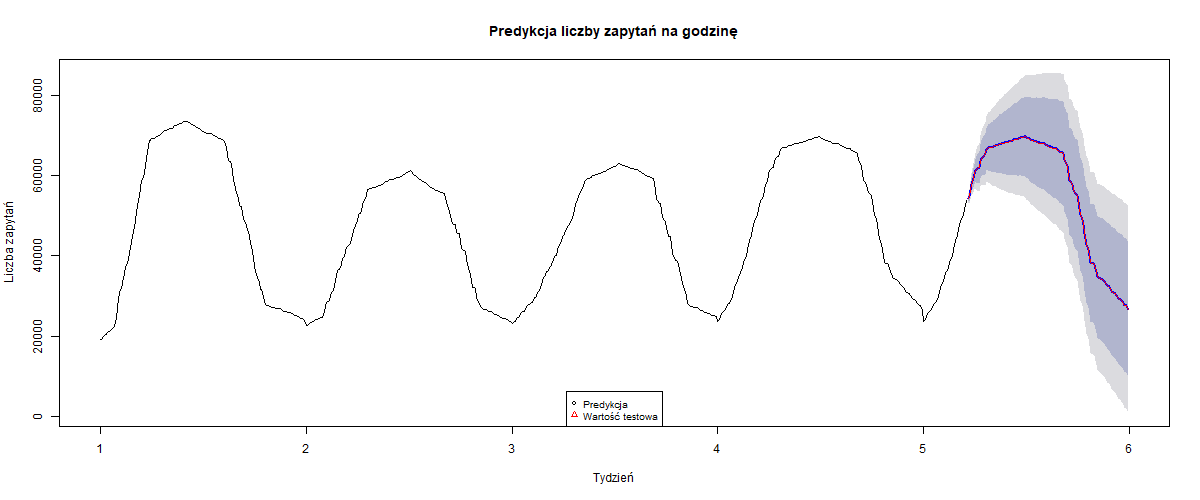 Predykcja liczby zapytań na godzinę
Liczba zapytań
80000
60000
40000
20000
0
Predykcja
Wartość testowa
1 2 3 4 5 6
Tydzień